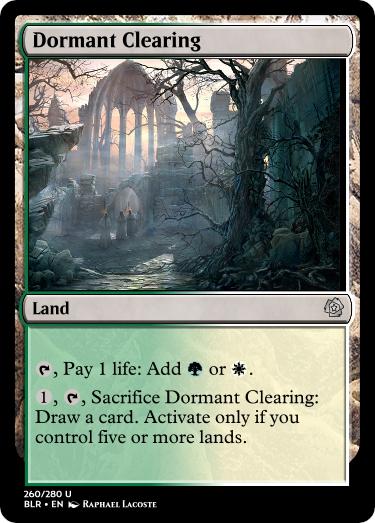 Dormant Clearing
Land
, Pay 1 life: Add or .
1, , Sacrifice Dormant Clearing:
Draw a card. Activate only if you
control five or more lands.
260/280 U
BLR • EN Raphael Lacoste